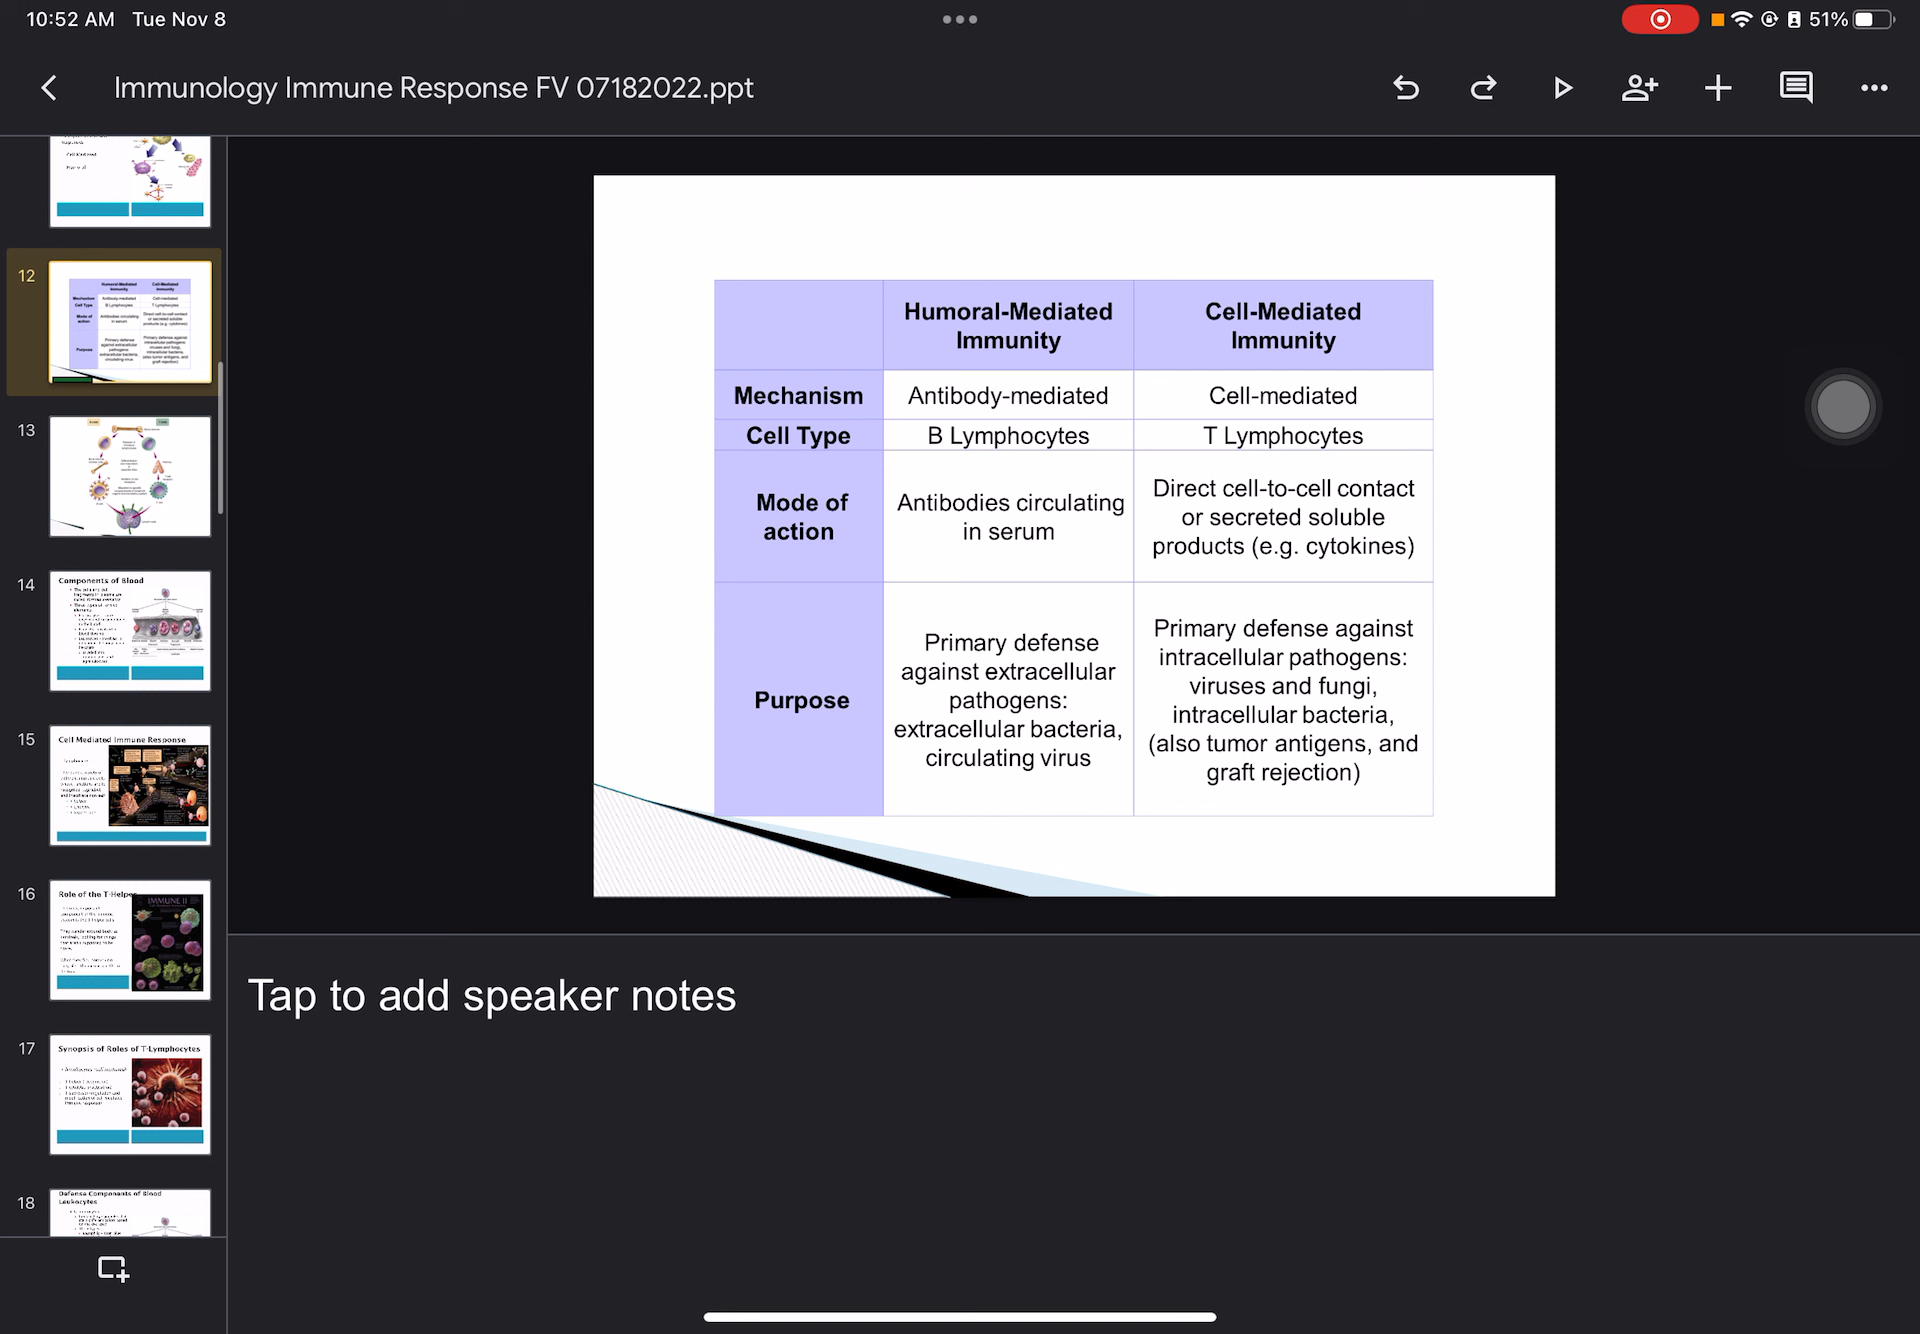 10:52 AM Tue Nov 8
51%
Immunology Immune Response FV 07182022.ppt
12
13
14
Components of Blood
15
Cell Mediated Immune Response
16
Role of the T-Helper
17
Synopsis of Roles of T-Lymphocytes
18
Defense Components of Blood
Leukocytes
Humoral-Mediated
Immunity
Cell-Mediated
Immunity
Mechanism
Antibody-mediated
Cell-mediated
Cell Type
B Lymphocytes
T Lymphocytes
Mode of
action
Antibodies circulating
in serum
Direct cell-to-cell contact
or secreted soluble
products (e.g. cytokines)
Purpose
Primary defense
against extracellular
pathogens:
extracellular bacteria,
circulating virus
Primary defense against
intracellular pathogens:
viruses and fungi,
intracellular bacteria,
(also tumor antigens, and
graft rejection)
Tap to add speaker notes